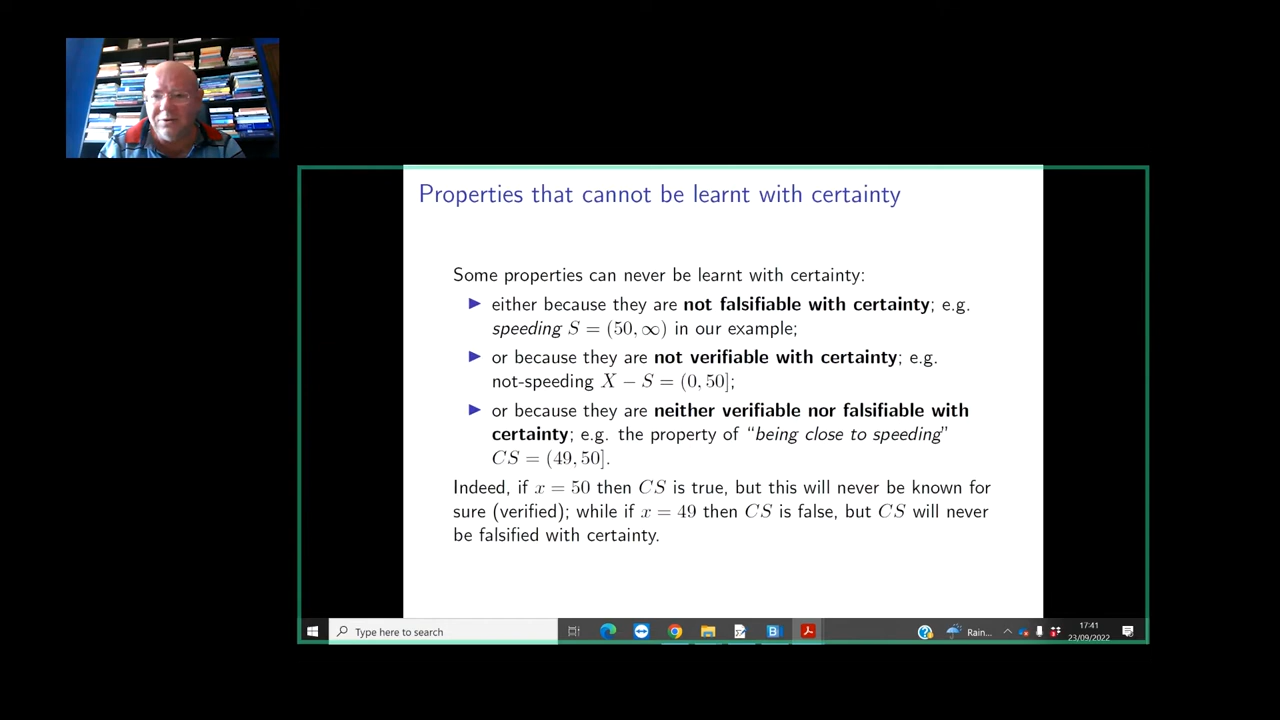 Properties that cannot be learnt with certainty
Some properties can never be learnt with certainty:
▶ either because they are not falsifiable with certainty; e.g.
speeding S = (50, ∞) in our example;
▶ or because they are not verifiable with certainty; e.g.
not-speeding X − S = (0, 50];
▶ or because they are neither verifiable nor falsifiable with
certainty; e.g. the property of “being close to speeding”
CS = (49, 50].
Indeed, if x = 50 then CS is true, but this will never be known for
sure (verified); while if x = 49 then CS is false, but CS will never
be falsified with certainty.
Type here to search
Rain...
17:41
23/09/2022